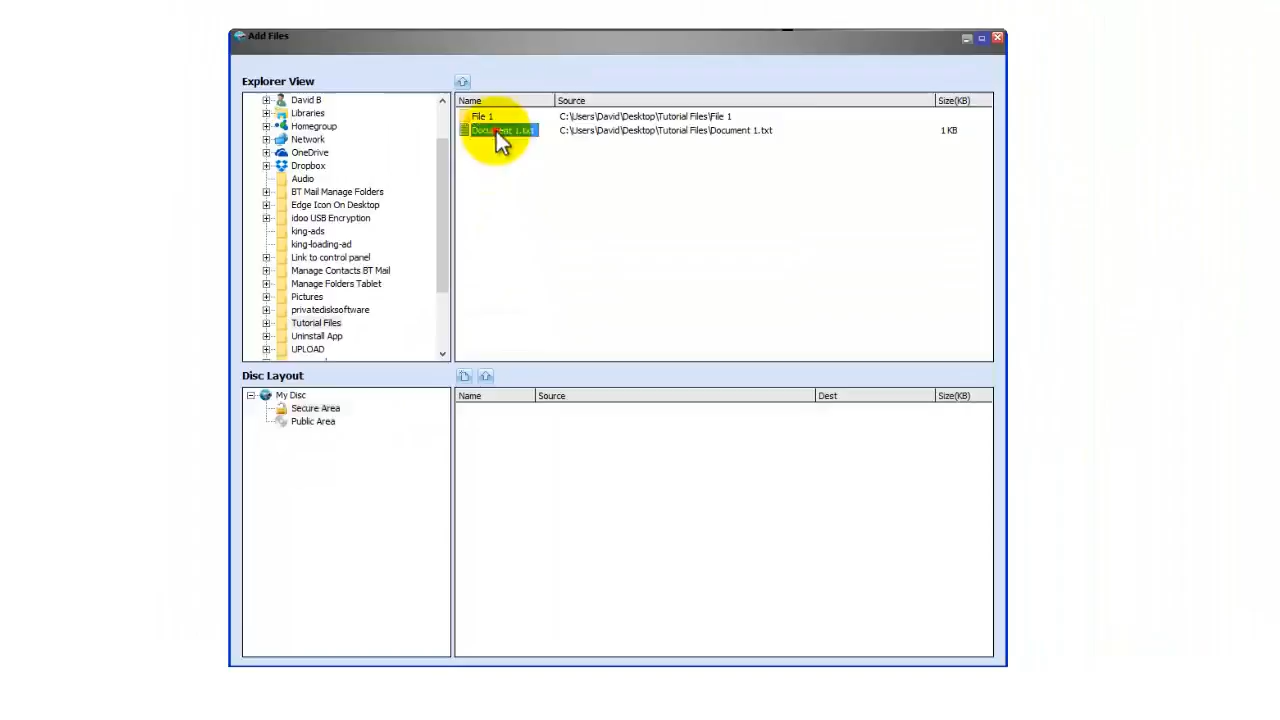 Add Files
Explorer View
David B
Libraries
Homegroup
Network
OneDrive
Dropbox
Audio
BT Mail Manage Folders
Edge Icon On Desktop
idoo USB Encryption
king-ads
king-loading-ad
Link to control panel
Manage Contacts BT Mail
Manage Folders Tablet
Pictures
privatedisksoftware
Tutorial Files
Uninstall App
UPLOAD
Name Source Size(KB)
File 1 C:\Users\David\Desktop\Tutorial Files\File 1
Document 1.txt C:\Users\David\Desktop\Tutorial Files\Document 1.txt 1 KB
Disc Layout
My Disc
Secure Area
Public Area
Name Source Dest Size(KB)